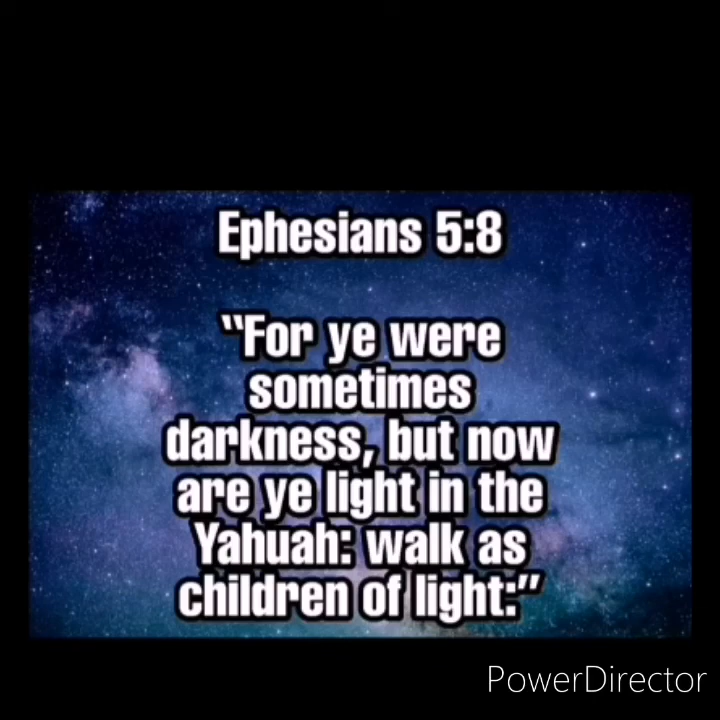 Ephesians 5:8
“For ye were
sometimes
darkness, but now
are ye light in the
Yahuah: walk as
children of light:”
PowerDirector